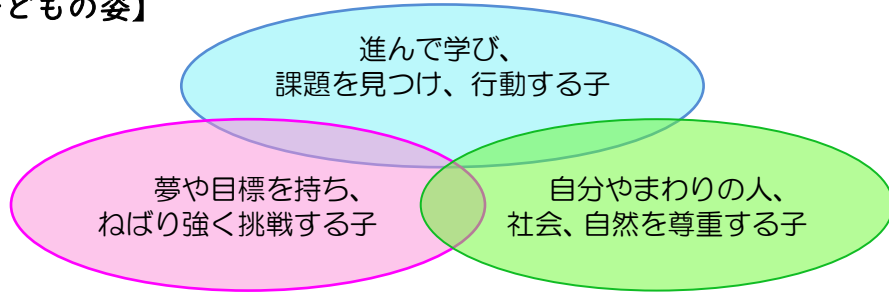 どもの姿】
進んで学び、
課題を見つけ、行動する子
夢や目標を持ち、
ねばり強く挑戦する子
自分やまわりの人、
社会、自然を尊重する子